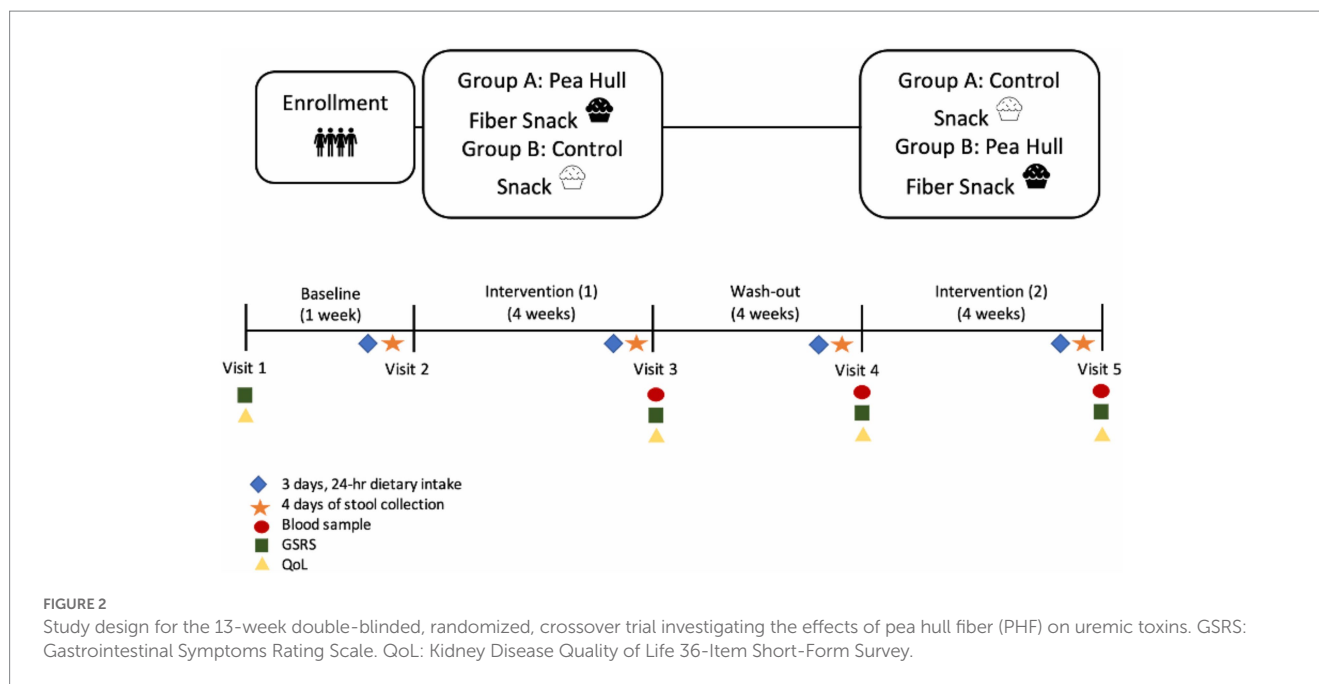 Enrollment
Group A: Pea Hull
Fiber Snack
Group B: Control
Snack
Group A: Control
Snack
Group B: Pea Hull
Fiber Snack
Baseline
(1 week)
Intervention (1)
(4 weeks)
Wash-out
(4 weeks)
Intervention (2)
(4 weeks)
Visit 1
Visit 2
Visit 3
Visit 4
Visit 5
3 days, 24-hr dietary intake
4 days of stool collection
Blood sample
GSRS
QoL
FIGURE 2
Study design for the 13-week double-blinded, randomized, crossover trial investigating the effects of pea hull fiber (PHF) on uremic toxins. GSRS:
Gastrointestinal Symptoms Rating Scale. QoL: Kidney Disease Quality of Life 36-Item Short-Form Survey.